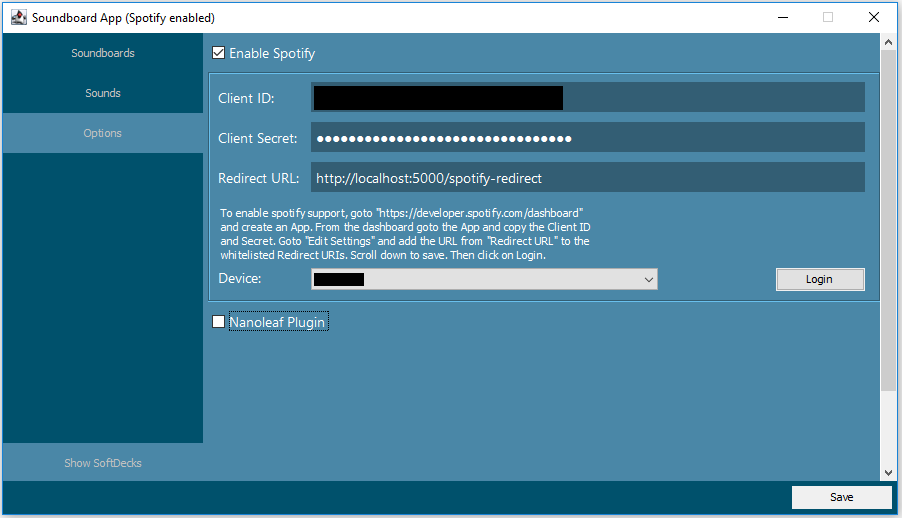 Soundboard App (Spotify enabled)
Soundboards
Sounds
Options
Show SoftDecks
Enable Spotify
Client ID:
Client Secret: ●●●●●●●●●●●●●●●●●●●●●●●●●●●●●●●●
Redirect URL: http://localhost:5000/spotify-redirect
To enable spotify support, goto "https://developer.spotify.com/dashboard"
and create an App. From the dashboard goto the App and copy the Client ID
and Secret. Goto "Edit Settings" and add the URL from "Redirect URL" to the
whitelisted Redirect URIs. Scroll down to save. Then click on Login.
Device:
Login
Nanoleaf Plugin
Save